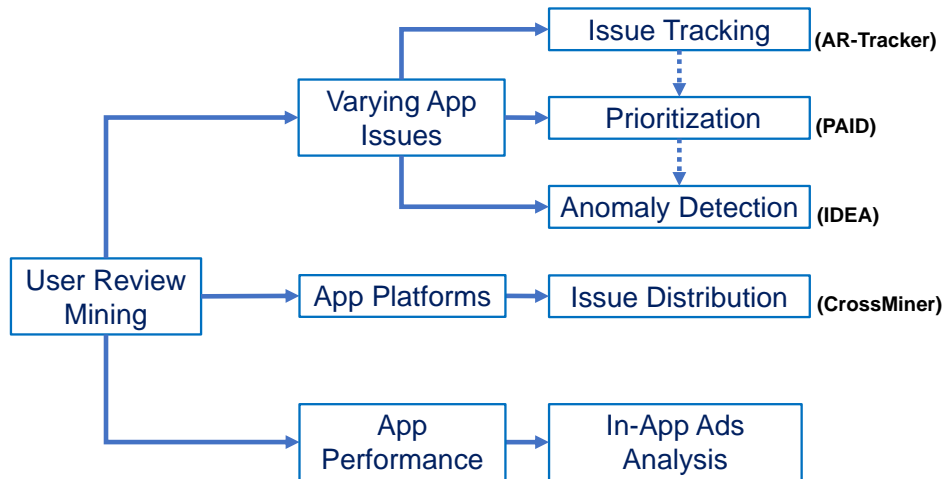 Issue Tracking
(AR-Tracker)
Varying App
Issues
Prioritization
(PAID)
Anomaly Detection
(IDEA)
User Review
Mining
App Platforms
Issue Distribution
(CrossMiner)
App
Performance
In-App Ads
Analysis